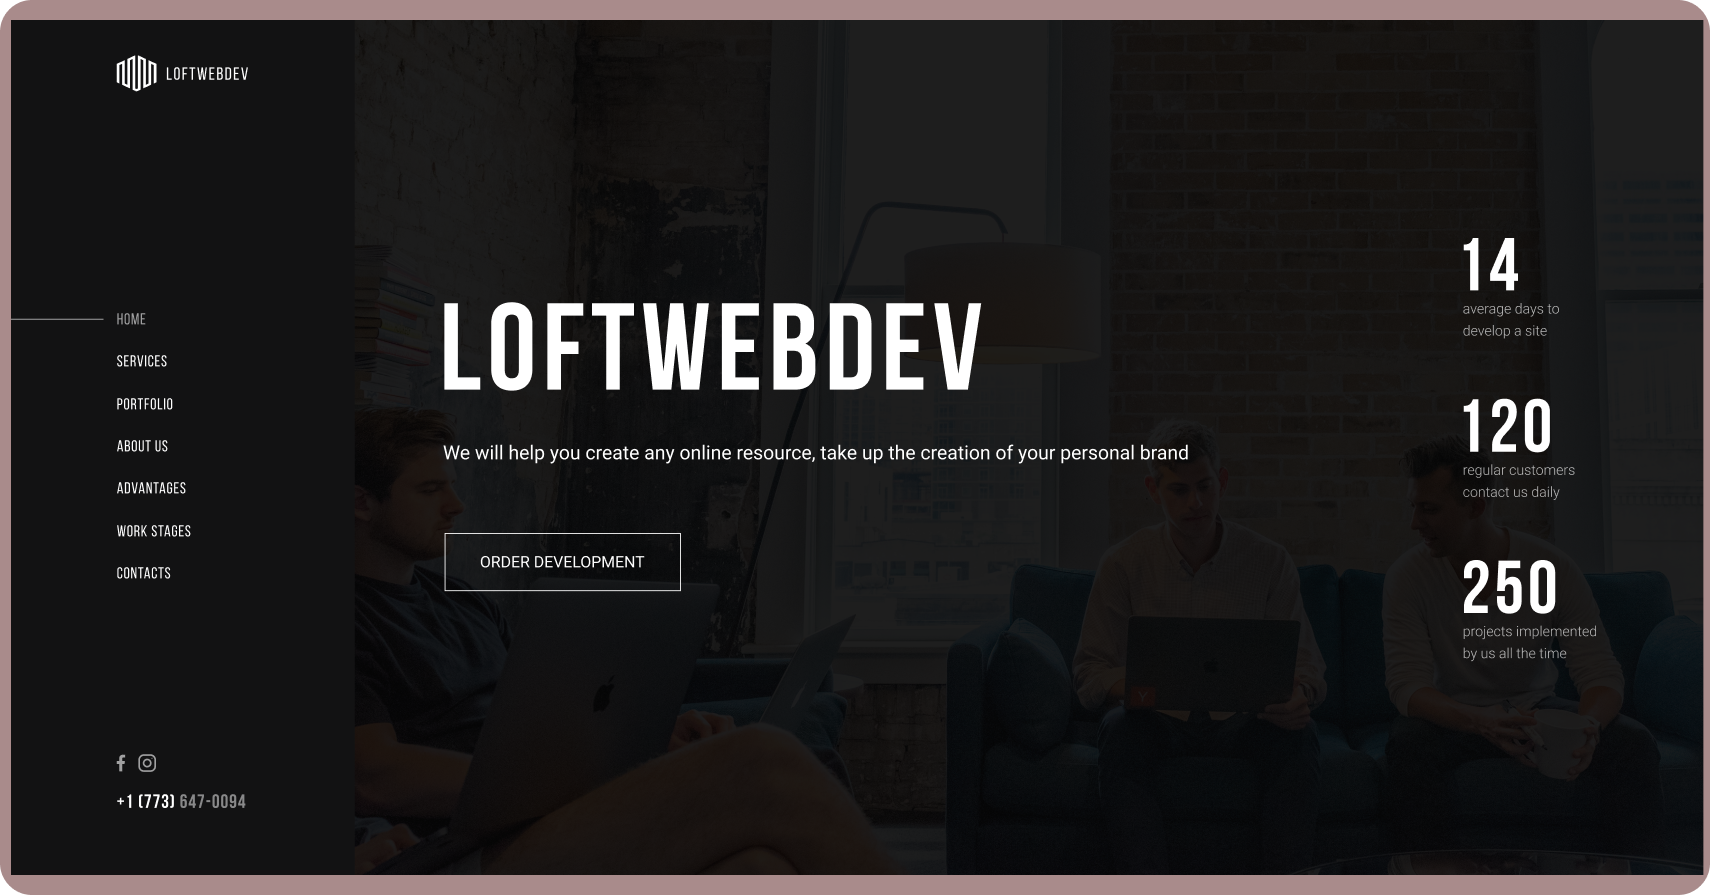 LOFTWEBDEV
HOME
SERVICES
PORTFOLIO
ABOUT US
ADVANTAGES
WORK STAGES
CONTACTS
+1 (773) 647-0094
LOFTWEBDEV
We will help you create any online resource, take up the creation of your personal brand
ORDER DEVELOPMENT
14
average days to
develop a site
120
regular customers
contact us daily
250
projects implemented
by us all the time